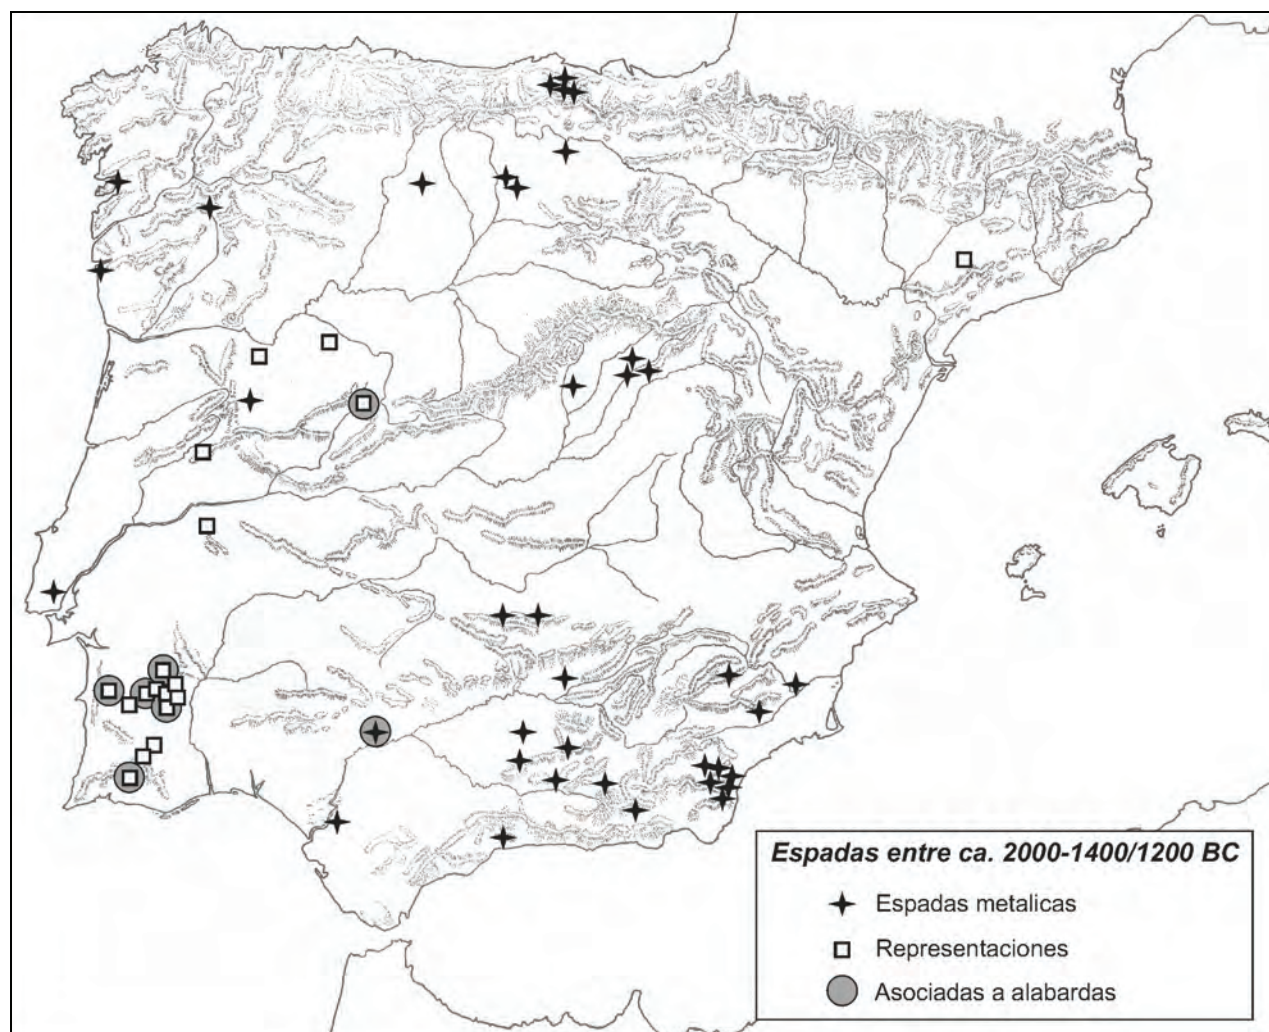 Espadas entre ca. 2000-1400/1200 BC
Espadas metalicas
Representaciones
Asociadas a alabardas